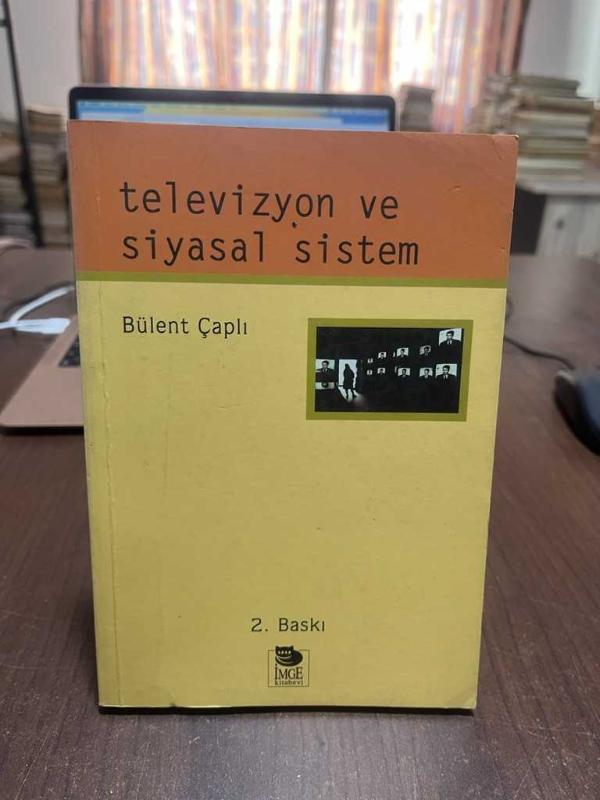 televizyon ve
siyasal sistem
Bülent Çaplı
2. Baskı
İMGE
kitabevi